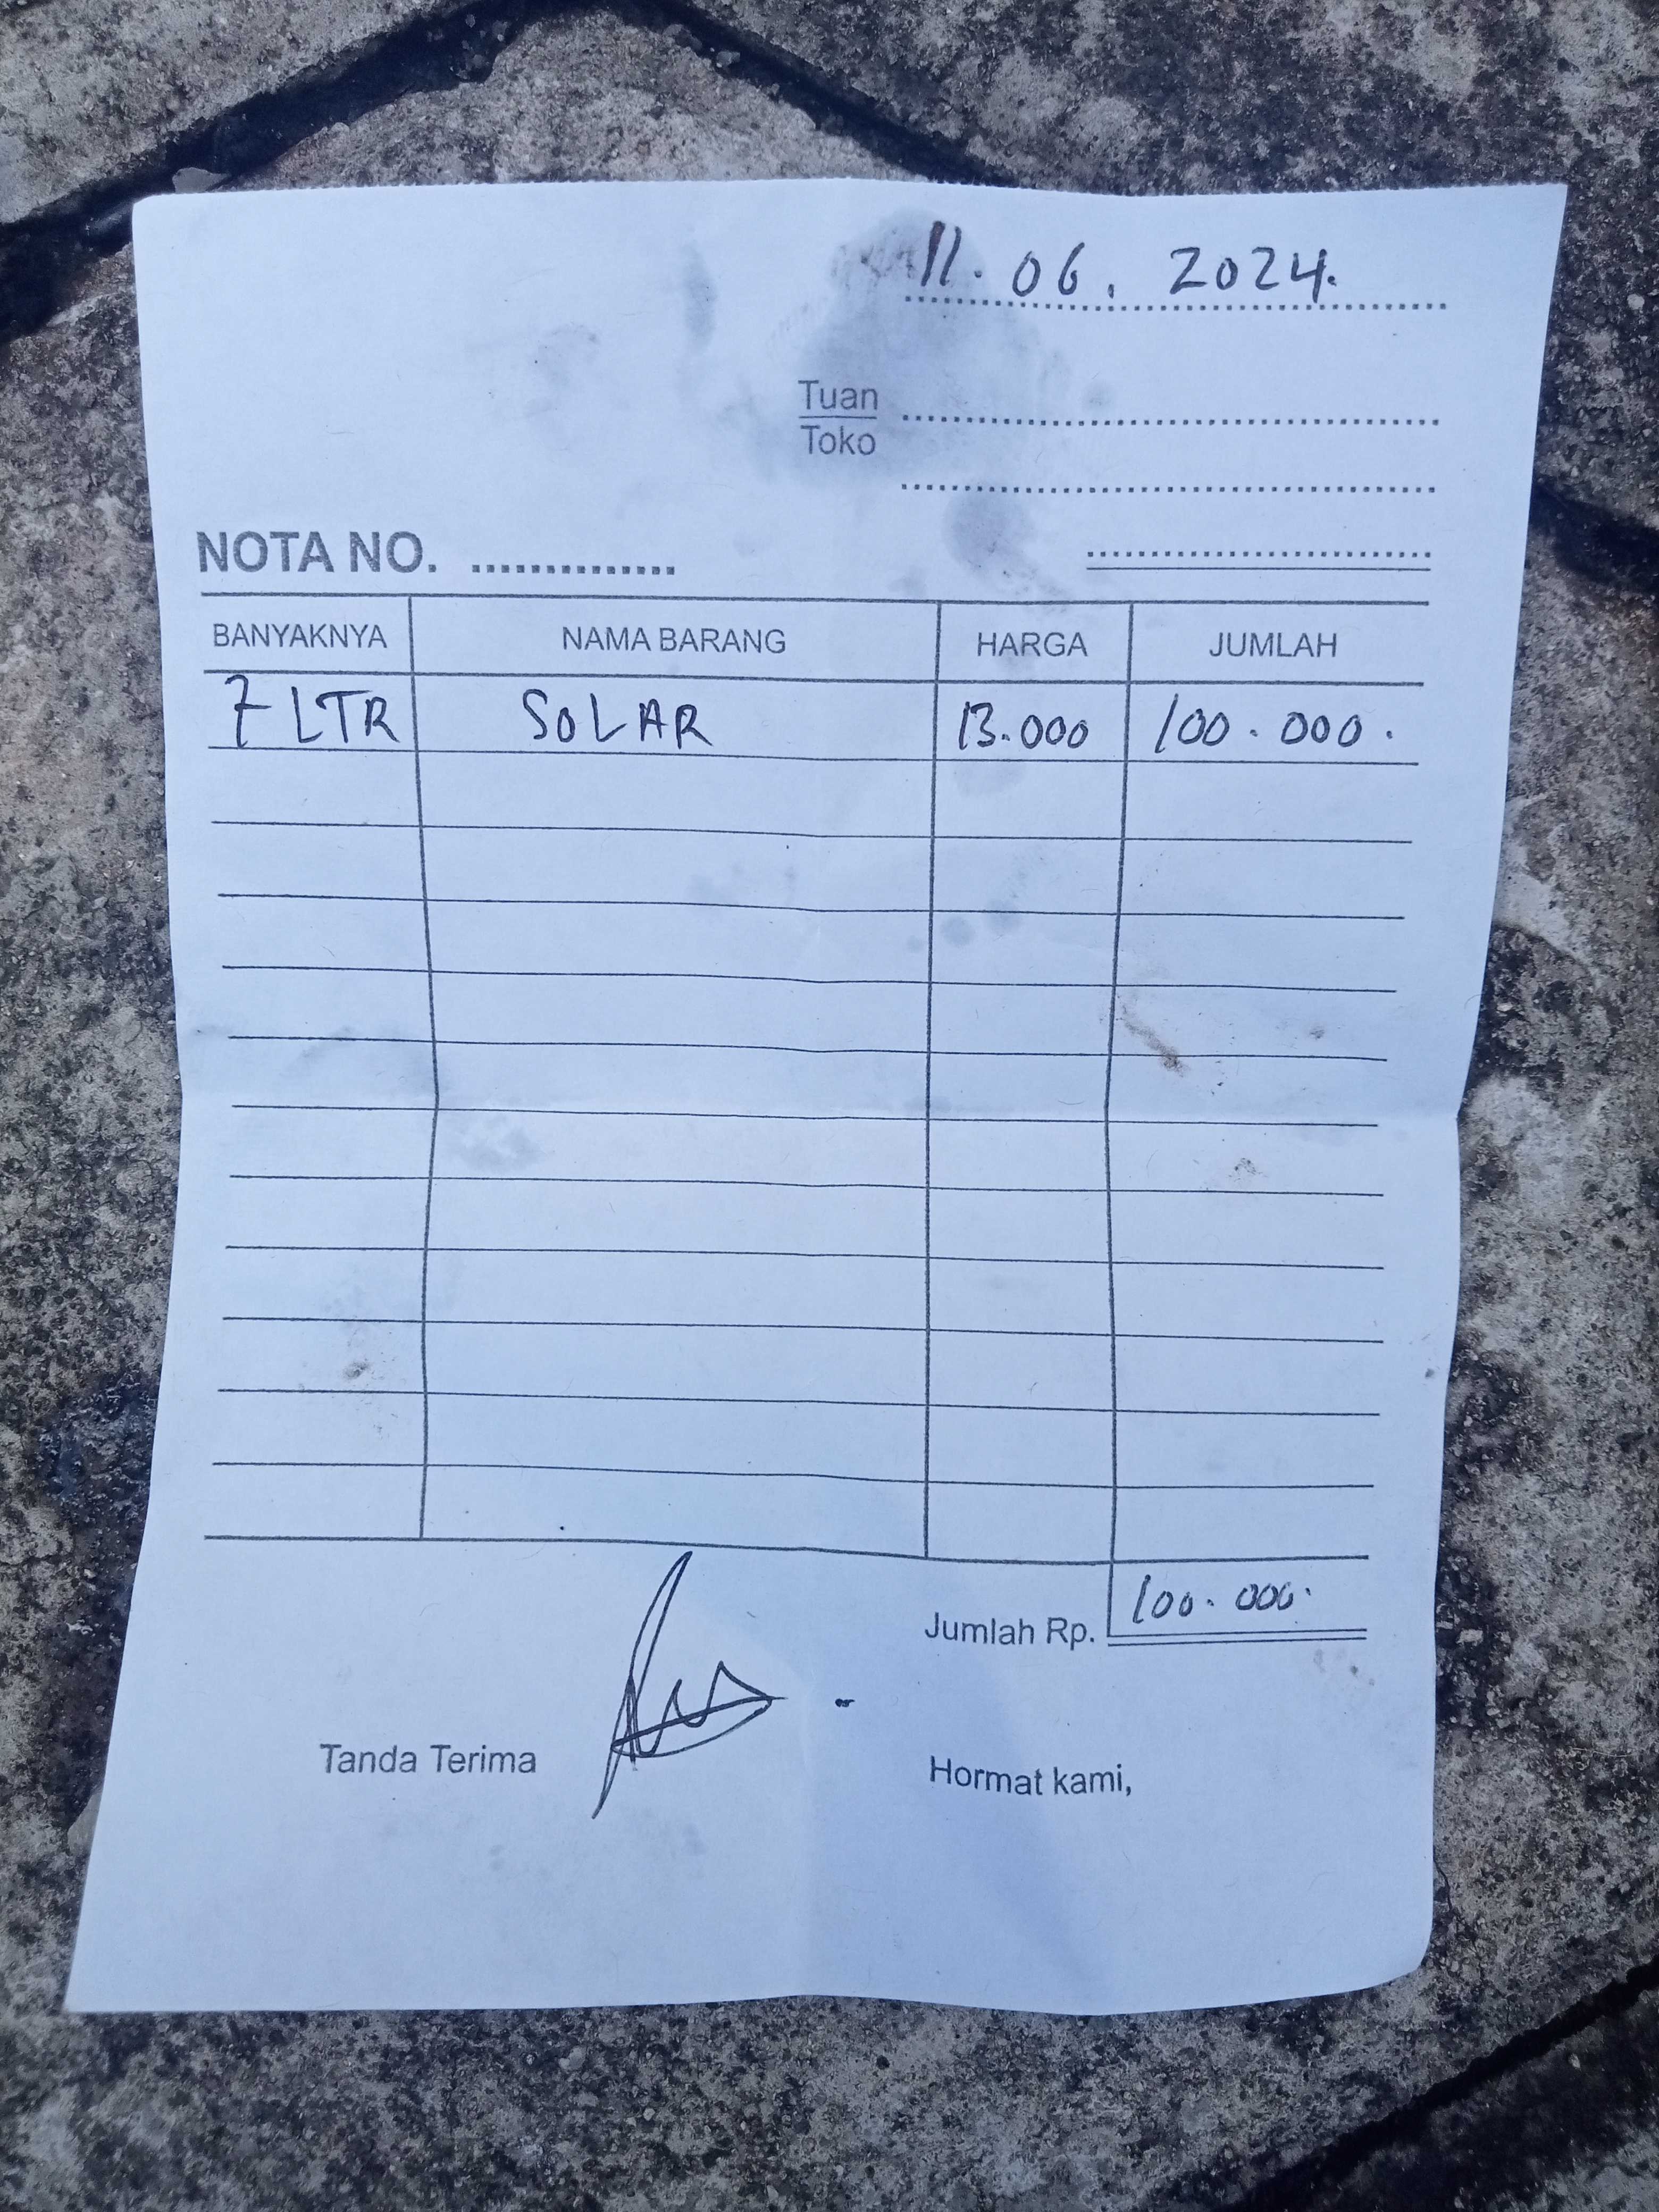 11. 06. 2024.
Tuan
Toko
NOTA NO. ..............
BANYAKNYA NAMA BARANG HARGA JUMLAH
7 LTR SOLAR 13.000 100.000.
Jumlah Rp. 100.000.
Tanda Terima Hormat kami,